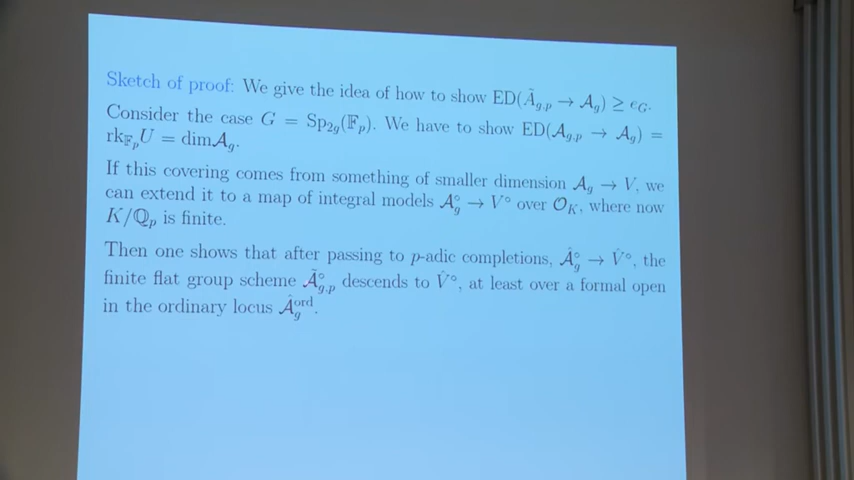 Sketch of proof: We give the idea of how to show ED(Ã_{g,p} → 𝒜_g) ≥ e_G.
Consider the case G = Sp_{2g}(𝔽_p). We have to show ED(𝒜_{g,p} → 𝒜_g) =
rk_{𝔽_p}U = dim𝒜_g.
If this covering comes from something of smaller dimension 𝒜_g → V, we
can extend it to a map of integral models 𝒜°_g → V° over 𝒪_K, where now
K/ℚ_p is finite.
Then one shows that after passing to p-adic completions, 𝒜̂°_g → V̂°, the
finite flat group scheme 𝒜̃°_{g,p} descends to V̂°, at least over a formal open
in the ordinary locus 𝒜̂^{ord}_g.